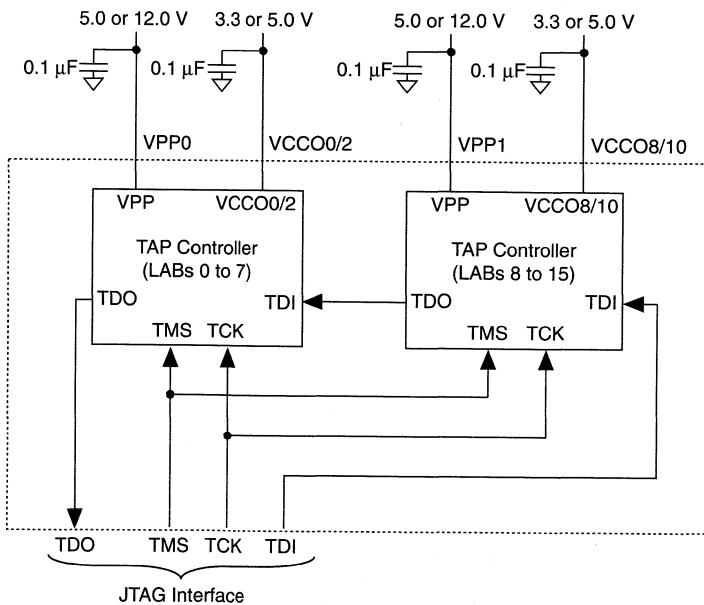 5.0 or 12.0 V
3.3 or 5.0 V
5.0 or 12.0 V
3.3 or 5.0 V
0.1 µF
0.1 µF
0.1 µF
0.1 µF
VPP0
VCCO0/2
VPP1
VCCO8/10
VPP
VCCO0/2
VPP
VCCO8/10
TAP Controller
(LABs 0 to 7)
TAP Controller
(LABs 8 to 15)
TDO
TDI
TDO
TDI
TMS
TCK
TMS
TCK
TDO
TMS
TCK
TDI
JTAG Interface